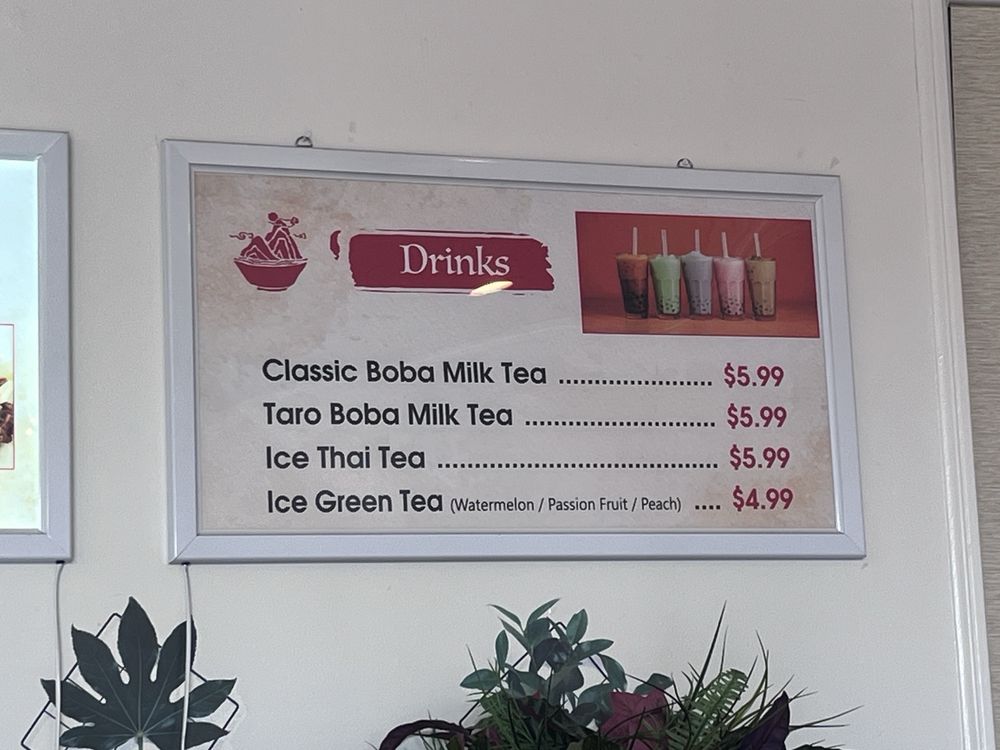 Drinks
Classic Boba Milk Tea ...................... $5.99
Taro Boba Milk Tea ........................... $5.99
Ice Thai Tea ........................................ $5.99
Ice Green Tea (Watermelon / Passion Fruit / Peach) .... $4.99